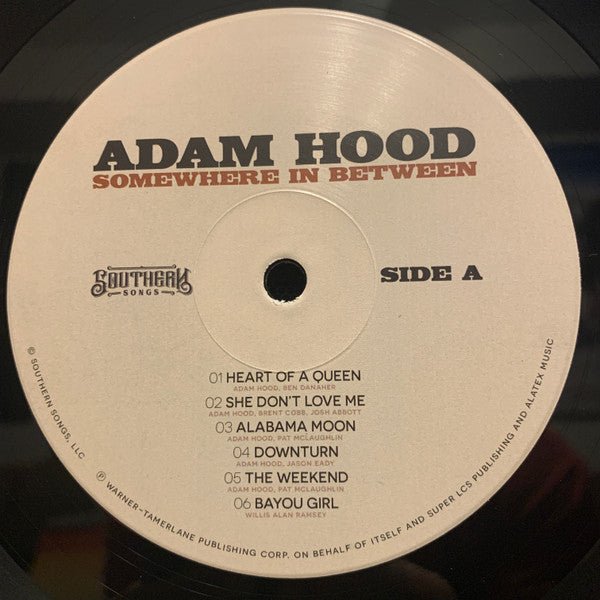 ADAM HOOD
SOMEWHERE IN BETWEEN
SOUTHERN
SONGS
SIDE A
01 HEART OF A QUEEN
ADAM HOOD, BEN DANAHER
02 SHE DON'T LOVE ME
ADAM HOOD, BRENT COBB, JOSH ABBOTT
03 ALABAMA MOON
ADAM HOOD, PAT MCLAUGHLIN
04 DOWNTURN
ADAM HOOD, JASON EADY
05 THE WEEKEND
ADAM HOOD, PAT MCLAUGHLIN
06 BAYOU GIRL
WILLIS ALAN RAMSEY
© SOUTHERN SONGS, LLC
℗ WARNER-TAMERLANE PUBLISHING CORP. ON BEHALF OF ITSELF AND SUPER LCS PUBLISHING AND ALATEX MUSIC